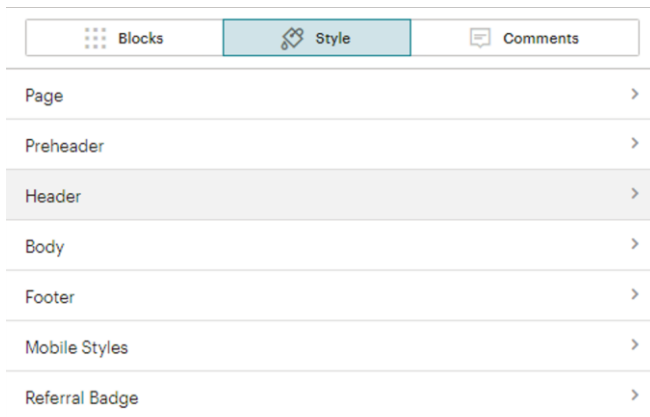 Blocks Style Comments
Page
Preheader
Header
Body
Footer
Mobile Styles
Referral Badge